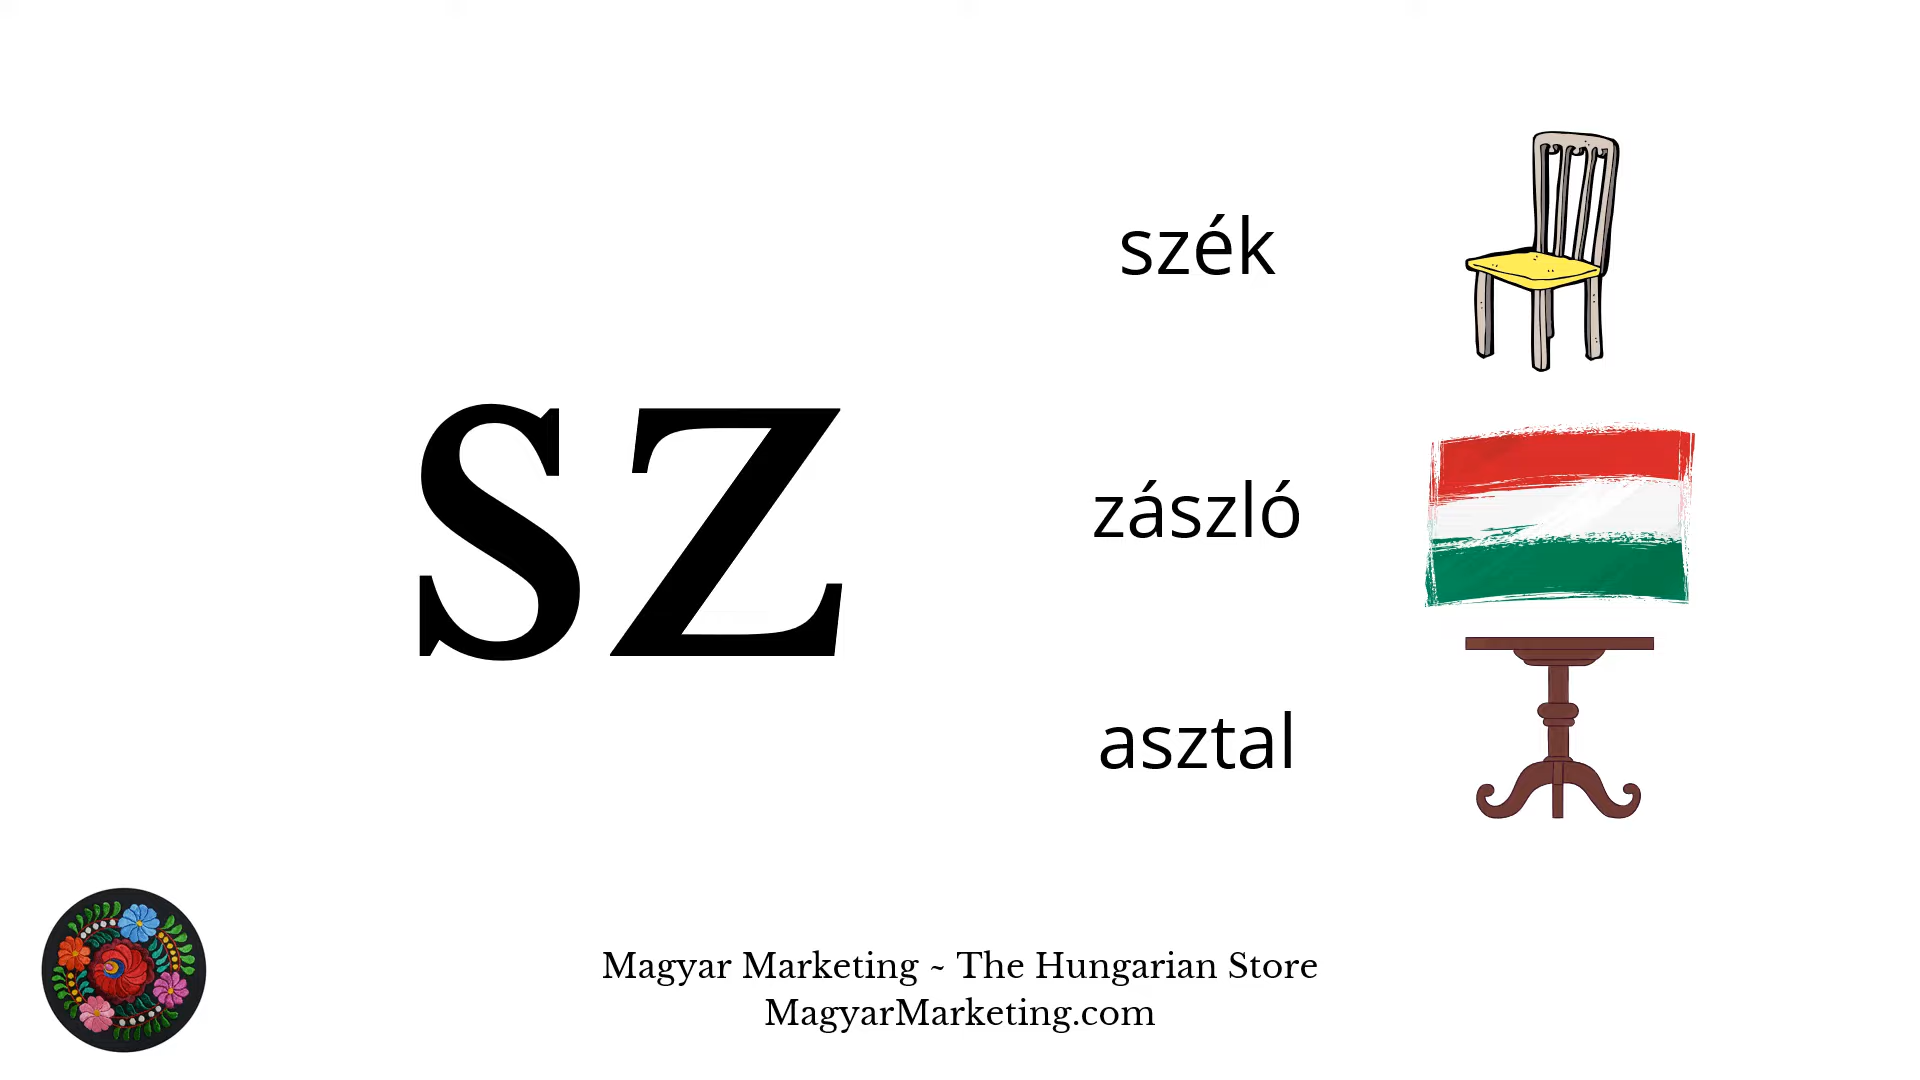 SZ
szék
zászló
asztal
Magyar Marketing ~ The Hungarian Store
MagyarMarketing.com